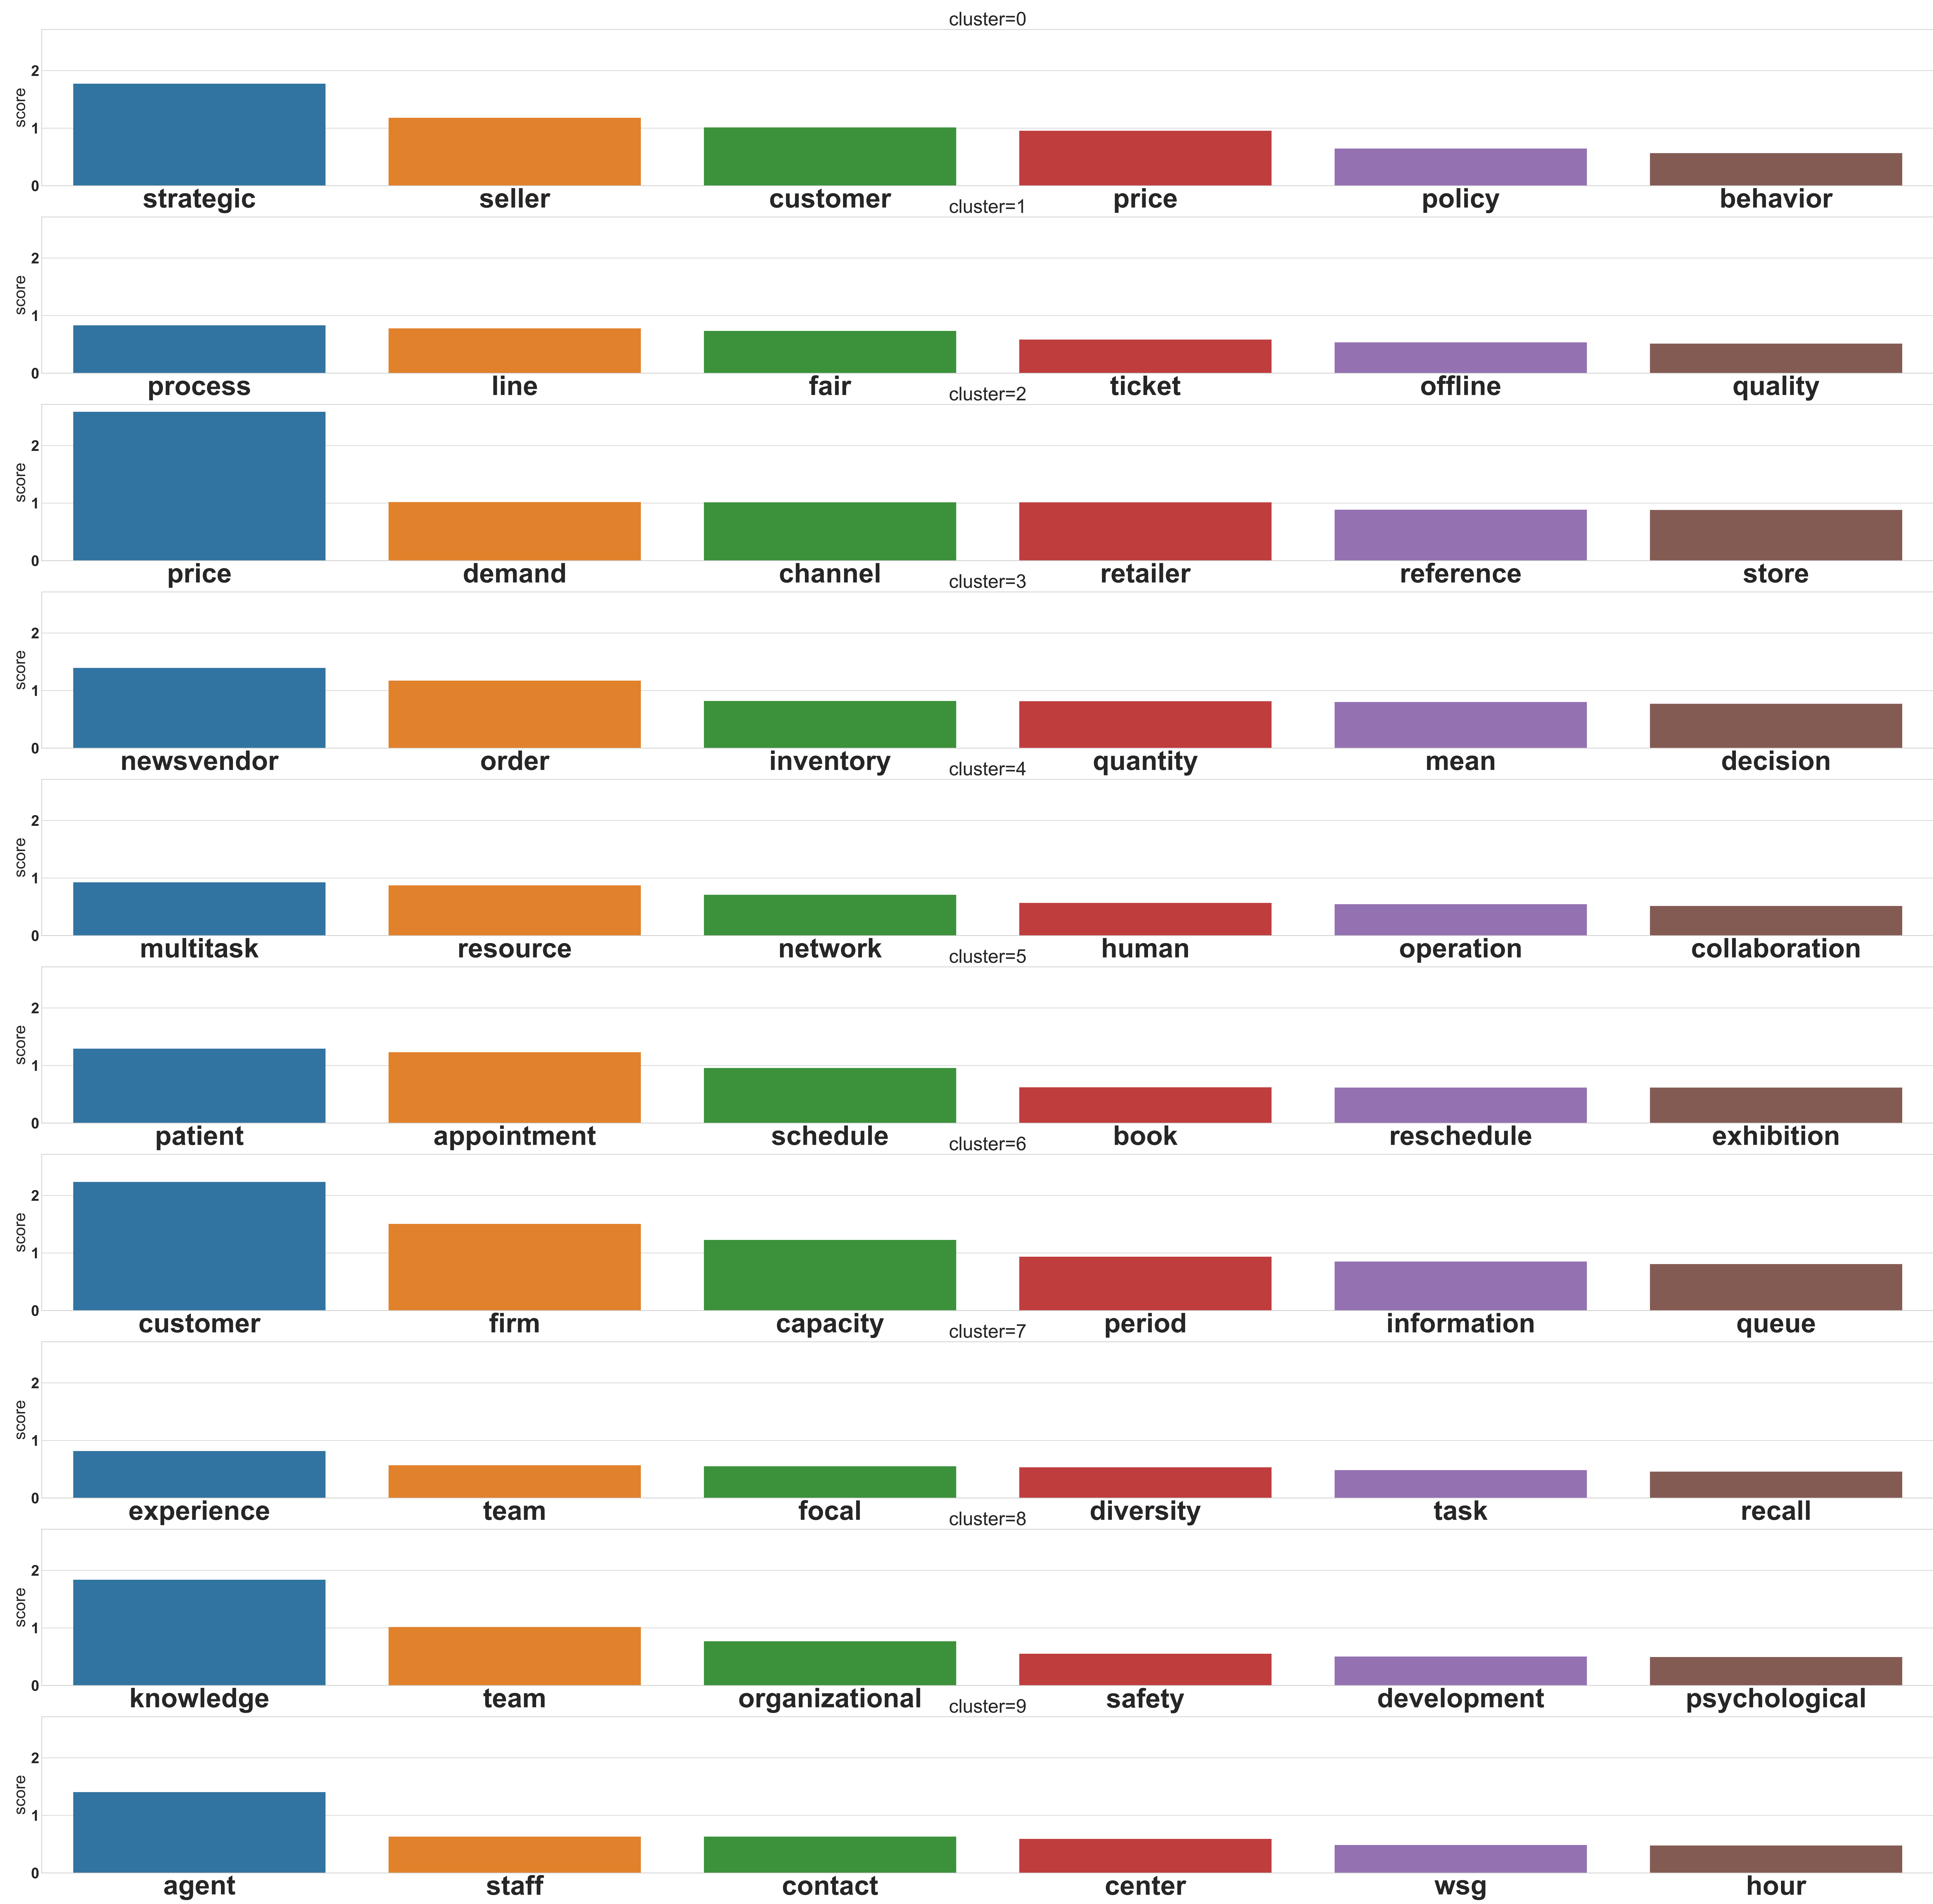 cluster=0
2
1
0
score
strategic seller customer price policy behavior
cluster=1
2
1
0
score
process line fair ticket offline quality
cluster=2
2
1
0
score
price demand channel retailer reference store
cluster=3
2
1
0
score
newsvendor order inventory quantity mean decision
cluster=4
2
1
0
score
multitask resource network human operation collaboration
cluster=5
2
1
0
score
patient appointment schedule book reschedule exhibition
cluster=6
2
1
0
score
customer firm capacity period information queue
cluster=7
2
1
0
score
experience team focal diversity task recall
cluster=8
2
1
0
score
knowledge team organizational safety development psychological
cluster=9
2
1
0
score
agent staff contact center wsg hour